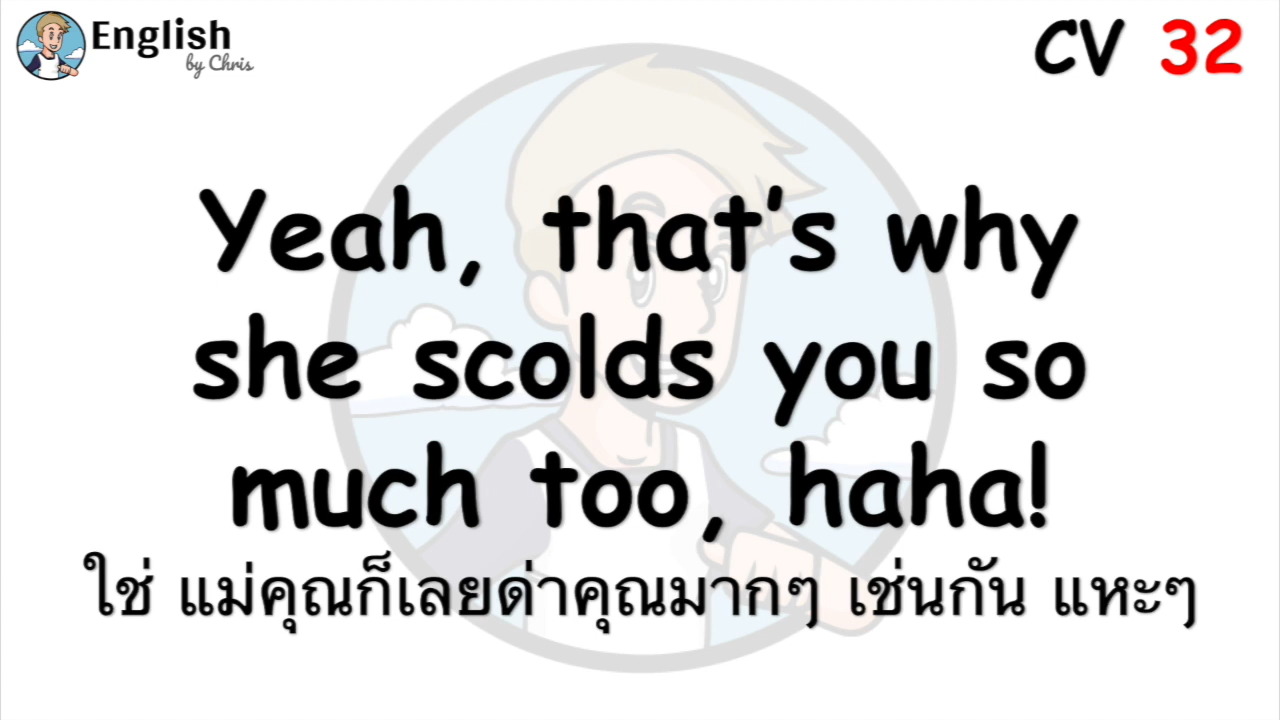 English
by Chris
CV 32
Yeah, that's why
she scolds you so
much too, haha!
ใช่ แม่คุณก็เลยด่าคุณมากๆ เช่นกัน แหะๆ